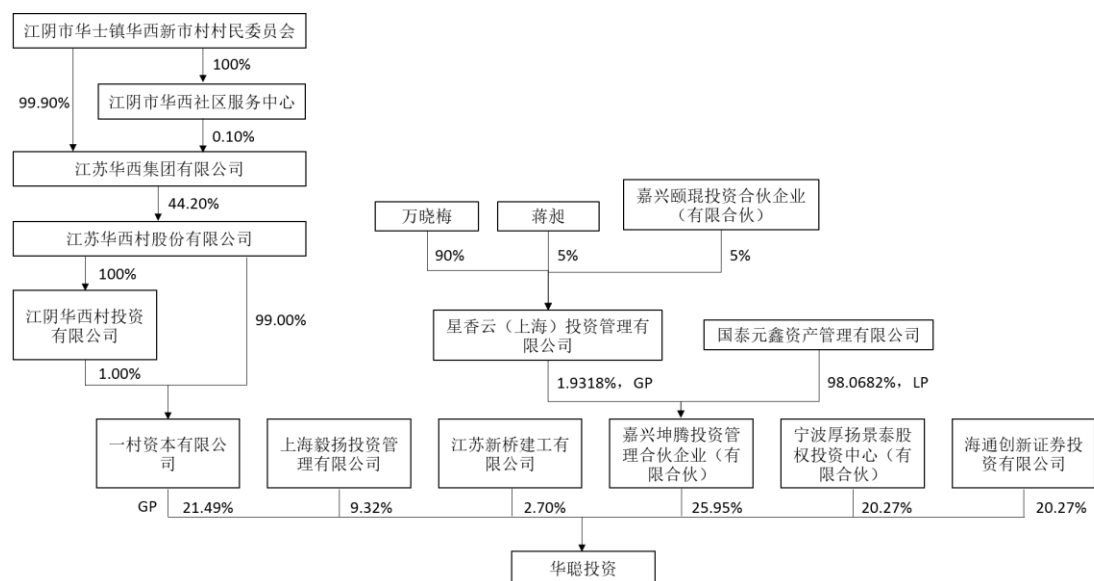 江阴市华士镇华西新市村村民委员会
100%
99.90%
江阴市华西社区服务中心
0.10%
江苏华西集团有限公司
44.20%
江苏华西村股份有限公司
100%
99.00%
江阴华西村投资
有限公司
1.00%
万晓梅
蒋昶
嘉兴颐琨投资合伙企业
（有限合伙）
90%
5%
5%
星香云（上海）投资管理有
限公司
国泰元鑫资产管理有限公司
1.9318%，GP
98.0682%，LP
一村资本有限公
司
上海毅扬投资管
理有限公司
江苏新桥建工有
限公司
嘉兴坤腾投资管
理合伙企业（有
限合伙）
宁波厚扬景泰股
权投资中心（有
限合伙）
海通创新证券投
资有限公司
GP
21.49%
9.32%
2.70%
25.95%
20.27%
20.27%
华聪投资